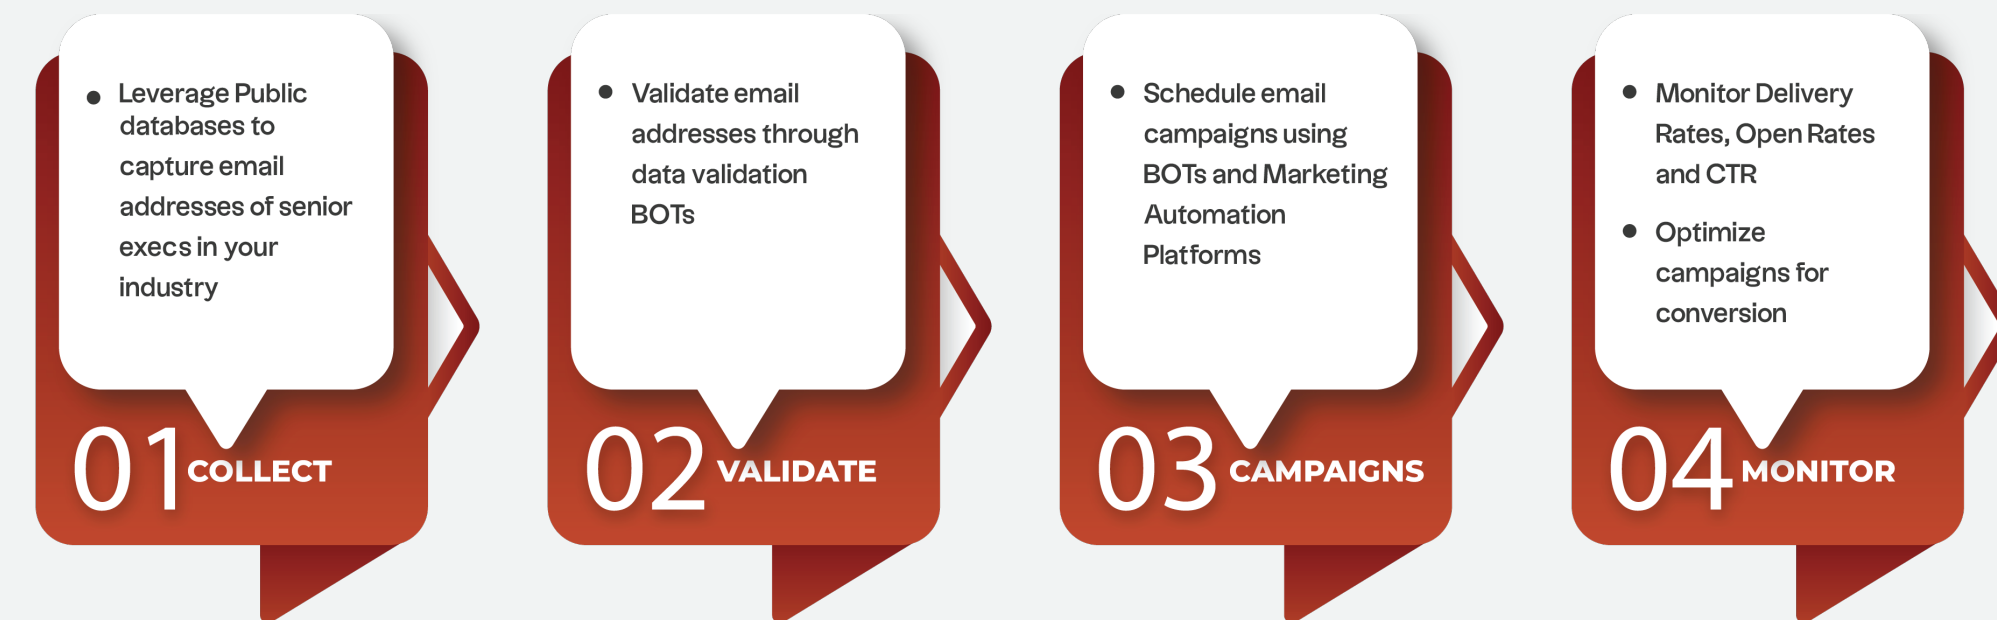 Leverage Public
databases to
capture email
addresses of senior
execs in your
industry
01 COLLECT
Validate email
addresses through
data validation
BOTs
02 VALIDATE
Schedule email
campaigns using
BOTs and Marketing
Automation
Platforms
03 CAMPAIGNS
Monitor Delivery
Rates, Open Rates
and CTR
Optimize
campaigns for
conversion
04 MONITOR